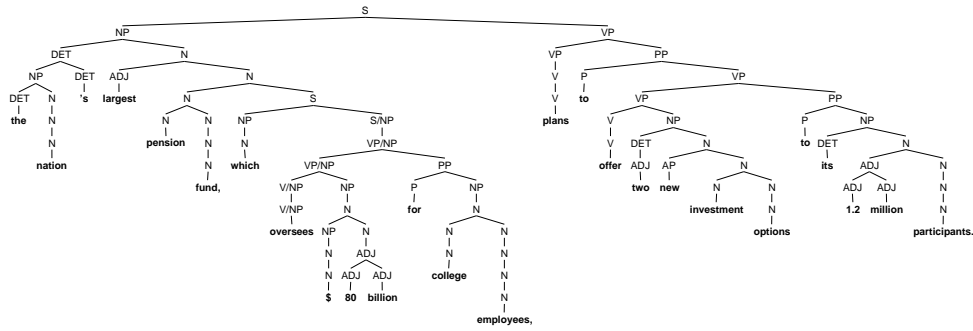 S
NP VP
DET N VP PP
NP DET ADJ N V P VP
DET N 's largest N S V to VP PP
the N N N NP S/NP plans V NP P NP
N pension N N VP/NP V DET N to DET N
nation N which VP/NP PP offer ADJ AP N its ADJ N
fund, V/NP NP P NP two new N N ADJ ADJ N
V/NP N for N investment N 1.2 million N
oversees NP N N N options participants.
N ADJ N N
N ADJ ADJ college N
$ 80 billion N
employees,